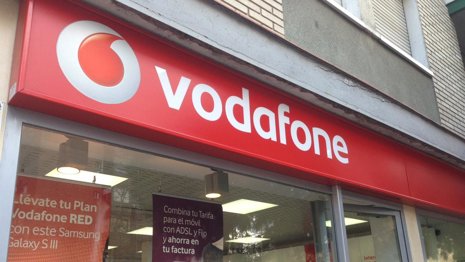 vodafone
Llévate tu Plan
Vodafone RED
con este Samsung
Galaxy S III
Combina tu Tarifa
para el móvil
con ADSL y Fijo
y ahorra en
tu factura